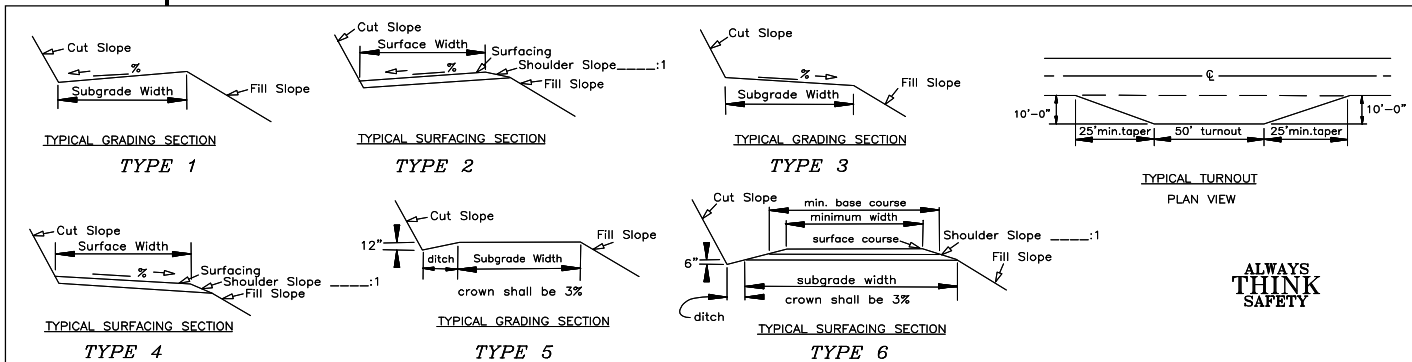 Cut Slope
%
Subgrade Width
Fill Slope
TYPICAL GRADING SECTION
TYPE 1
Cut Slope
Surface Width
Surfacing
Shoulder Slope____:1
%
Fill Slope
TYPICAL SURFACING SECTION
TYPE 2
Cut Slope
%
Subgrade Width
Fill Slope
TYPICAL GRADING SECTION
TYPE 3
℄
10'-0"
10'-0"
25'min.taper
50' turnout
25'min.taper
TYPICAL TURNOUT
PLAN VIEW
Cut Slope
Surface Width
%
Surfacing
Shoulder Slope ____:1
Fill Slope
TYPICAL SURFACING SECTION
TYPE 4
Cut Slope
12"
Fill Slope
ditch
Subgrade Width
crown shall be 3%
TYPICAL GRADING SECTION
TYPE 5
Cut Slope
min. base course
minimum width
surface course
Shoulder Slope ____:1
Fill Slope
6"
subgrade width
crown shall be 3%
ditch
TYPICAL SURFACING SECTION
TYPE 6
ALWAYS
THINK
SAFETY